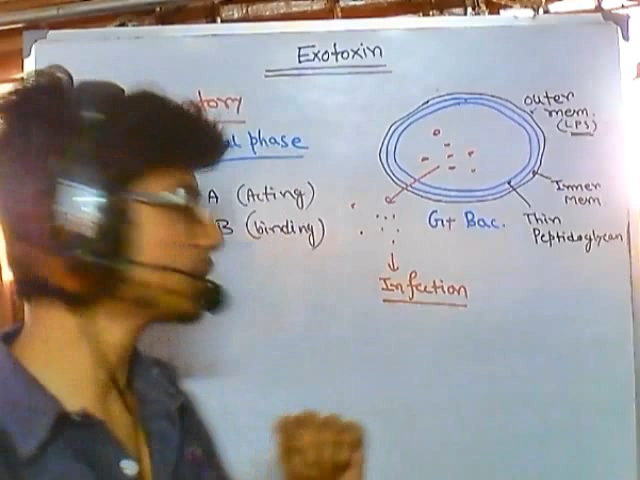 Exotoxin
phase
A (Acting)
B (binding)
outer
mem.
(LPS)
Inner
Mem
Thin
Peptidoglycan
G+ Bac.
Infection